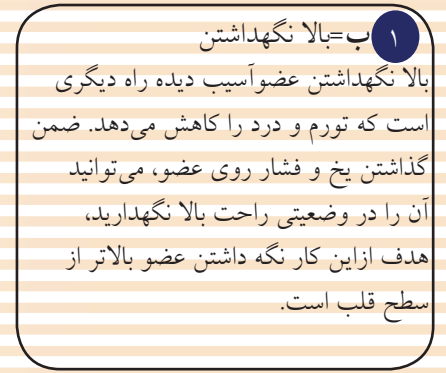 ۱ ب=بالا نگهداشتن
بالا نگهداشتن عضوآسیب دیده راه دیگری
است که تورم و درد را کاهش می‌دهد. ضمن
گذاشتن یخ و فشار روی عضو، می‌توانید
آن را در وضعیتی راحت بالا نگهدارید،
هدف ازاین کار نگه داشتن عضو بالاتر از
سطح قلب است.